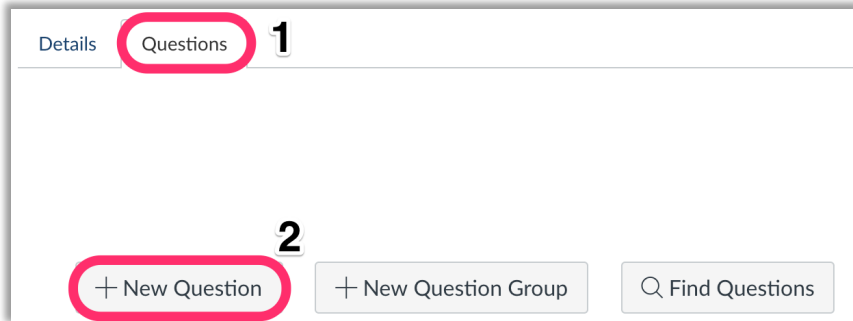 Details Questions 1
2
+ New Question + New Question Group Find Questions